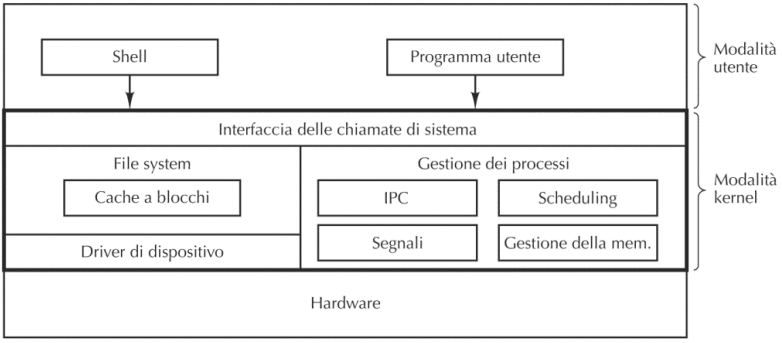 Shell
Programma utente
Modalità
utente
Interfaccia delle chiamate di sistema
File system
Cache a blocchi
Driver di dispositivo
Gestione dei processi
IPC
Scheduling
Segnali
Gestione della mem.
Modalità
kernel
Hardware